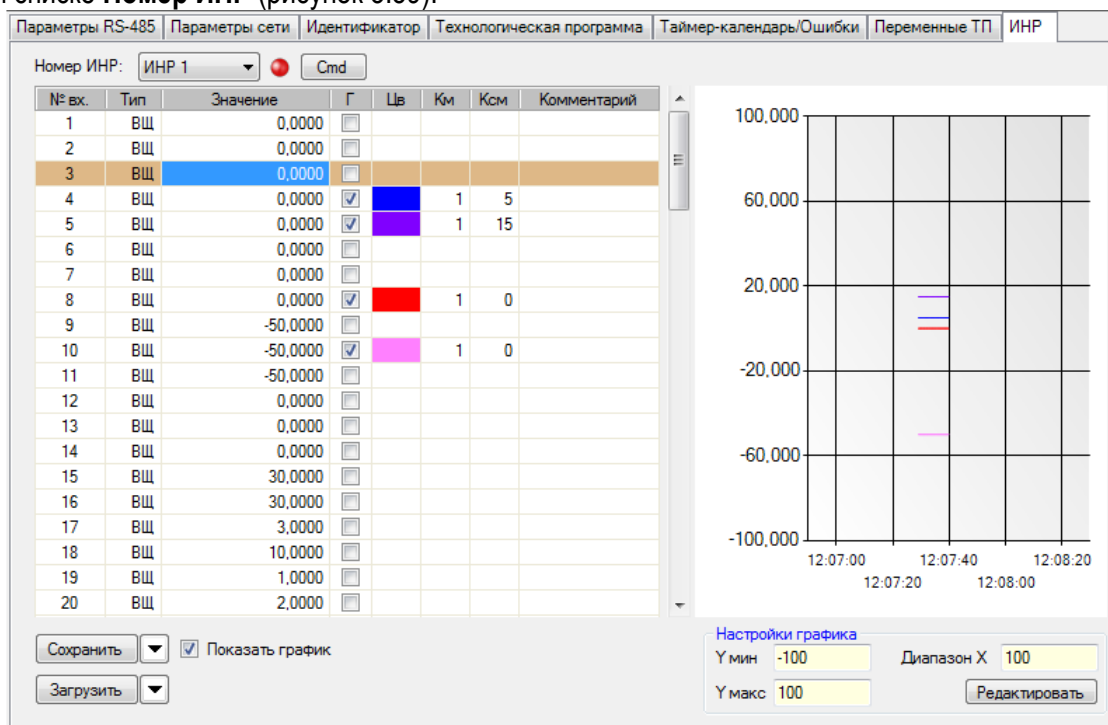 списке Номер ИНР (рисунок
Параметры RS-485 Параметры сети Идентификатор Технологическая программа Таймер-календарь/Ошибки Переменные ТП ИНР
Номер ИНР: ИНР 1 Cmd
№ вх. Тип Значение Г Цв Км Ксм Комментарий
1 ВЩ 0,0000
2 ВЩ 0,0000
3 ВЩ 0,0000
4 ВЩ 0,0000 1 5
5 ВЩ 0,0000 1 15
6 ВЩ 0,0000
7 ВЩ 0,0000
8 ВЩ 0,0000 1 0
9 ВЩ -50,0000
10 ВЩ -50,0000 1 0
11 ВЩ -50,0000
12 ВЩ 0,0000
13 ВЩ 0,0000
14 ВЩ 0,0000
15 ВЩ 30,0000
16 ВЩ 30,0000
17 ВЩ 3,0000
18 ВЩ 10,0000
19 ВЩ 1,0000
20 ВЩ 2,0000
100,000
60,000
20,000
-20,000
-60,000
-100,000
12:07:00 12:07:40 12:08:20
12:07:20 12:08:00
Сохранить Показать график
Загрузить
Настройки графика
Y мин -100 Диапазон X 100
Y макс 100 Редактировать